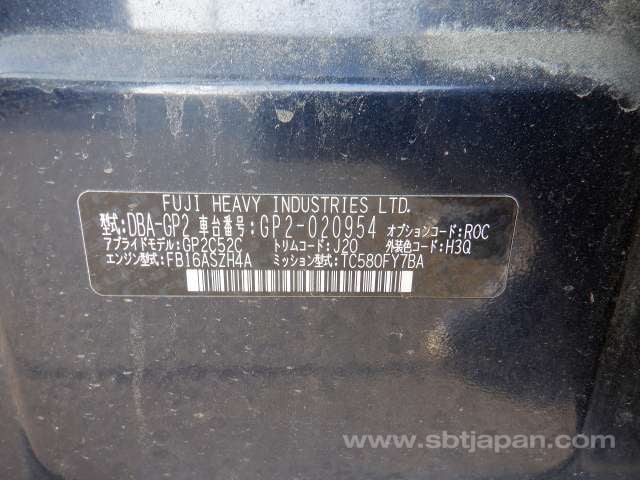 FUJI HEAVY INDUSTRIES LTD.
型式:DBA-GP2 車台番号:GP2-020954 オプションコード:ROC
アプライドモデル:GP2C52C トリムコード:J20 外装色コード:H3Q
エンジン型式:FB16ASZH4A ミッション型式:TC580FY7BA
www.sbtjapan.com